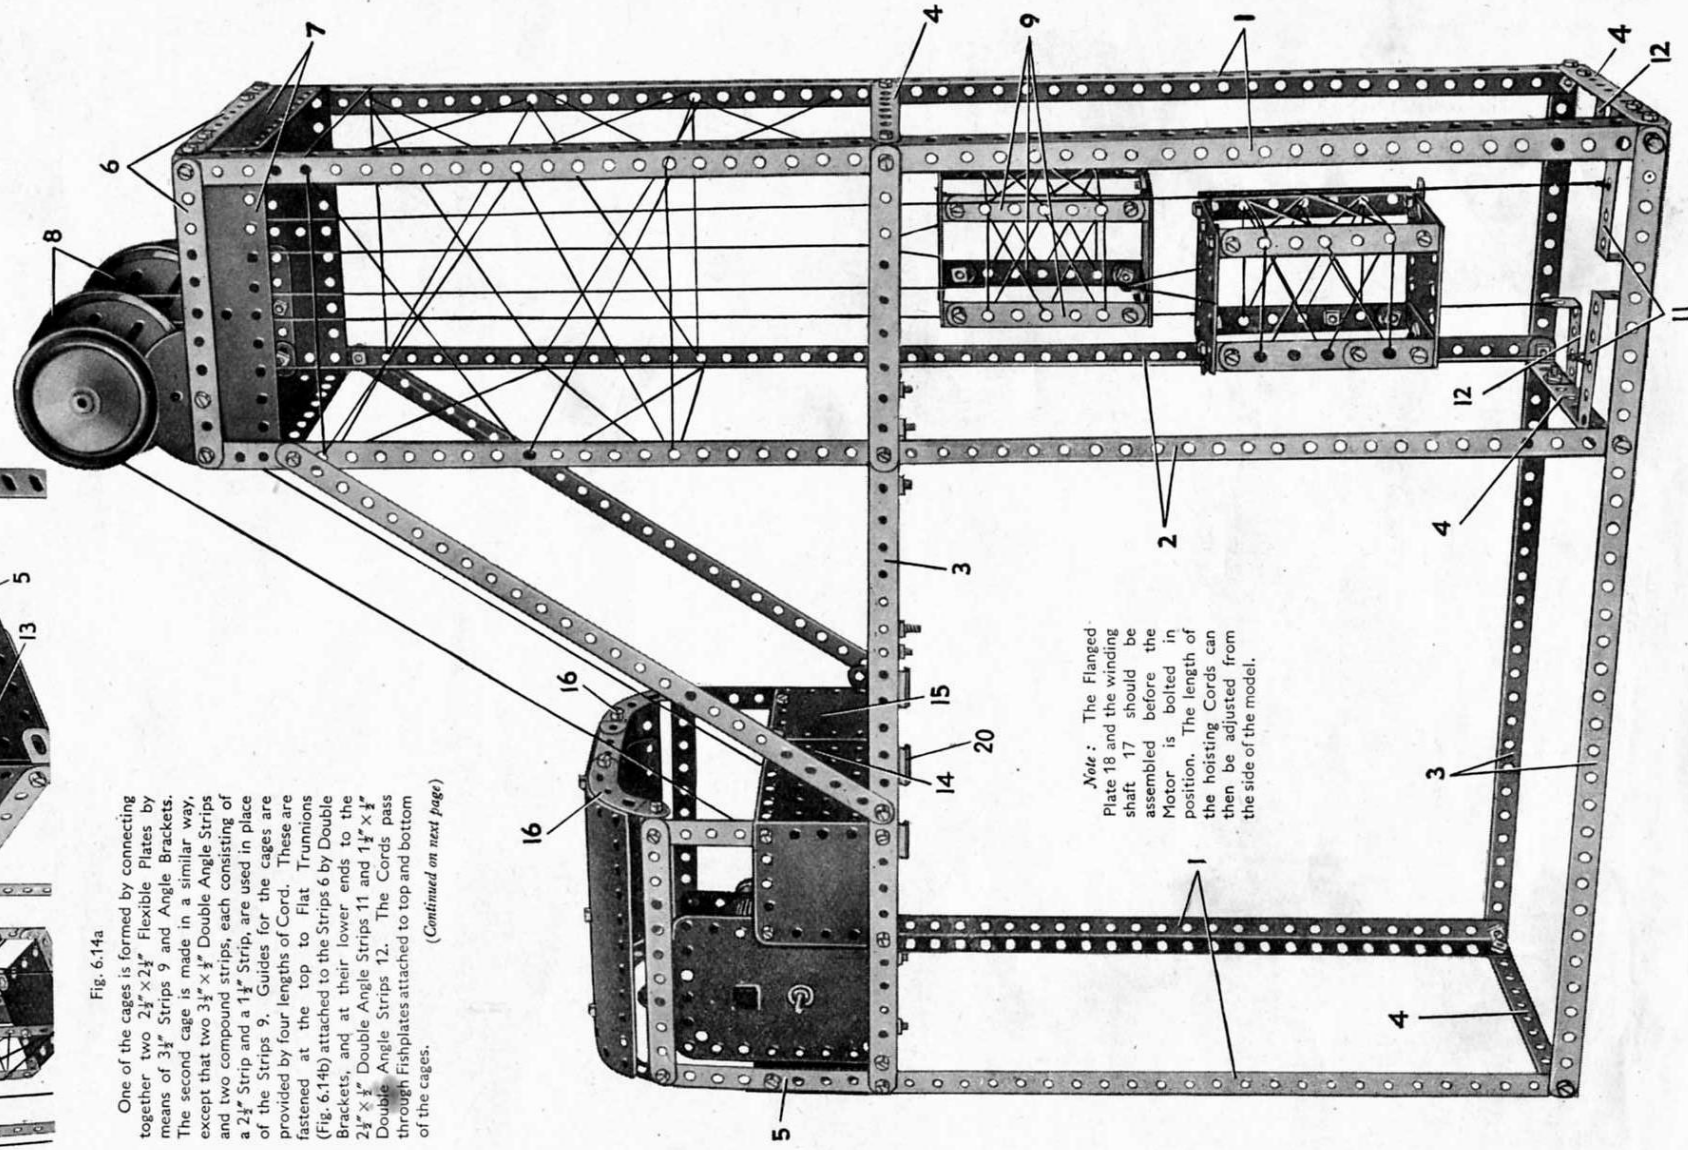 Fig. 6.14a
One of the cages is formed by connecting
together two 2½″ × 2½″ Flexible Plates by
means of 3½″ Strips 9 and Angle Brackets.
The second cage is made in a similar way,
except that two 3½″ × ½″ Double Angle Strips
and two compound strips, each consisting of
a 2½″ Strip and a 1½″ Strip, are used in place
of the Strips 9. Guides for the cages are
provided by four lengths of Cord. These are
fastened at the top to Flat Trunnions
(Fig. 6.14b) attached to the Strips 6 by Double
Brackets, and at their lower ends to the
2½″ × ½″ Double Angle Strips 11 and 1½″ × ½″
Double Angle Strips 12. The Cords pass
through Fishplates attached to top and bottom
of the cages.
(Continued on next page)
Note: The Flanged
Plate 18 and the winding
shaft 17 should be
assembled before the
Motor is bolted in
position. The length of
the hoisting Cords can
then be adjusted from
the side of the model.
5
13
8
6
7
4
9
1
4
12
11
12
4
2
3
16
16
15
20
14
3
1
4
5